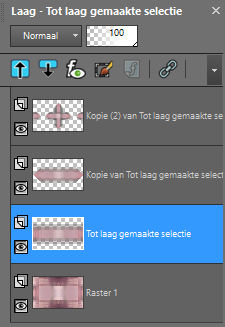 Laag - Tot laag gemaakte selectie
Normaal
100
Kopie (2) van Tot laag gemaakte se
Kopie van Tot laag gemaakte select
Tot laag gemaakte selectie
Raster 1